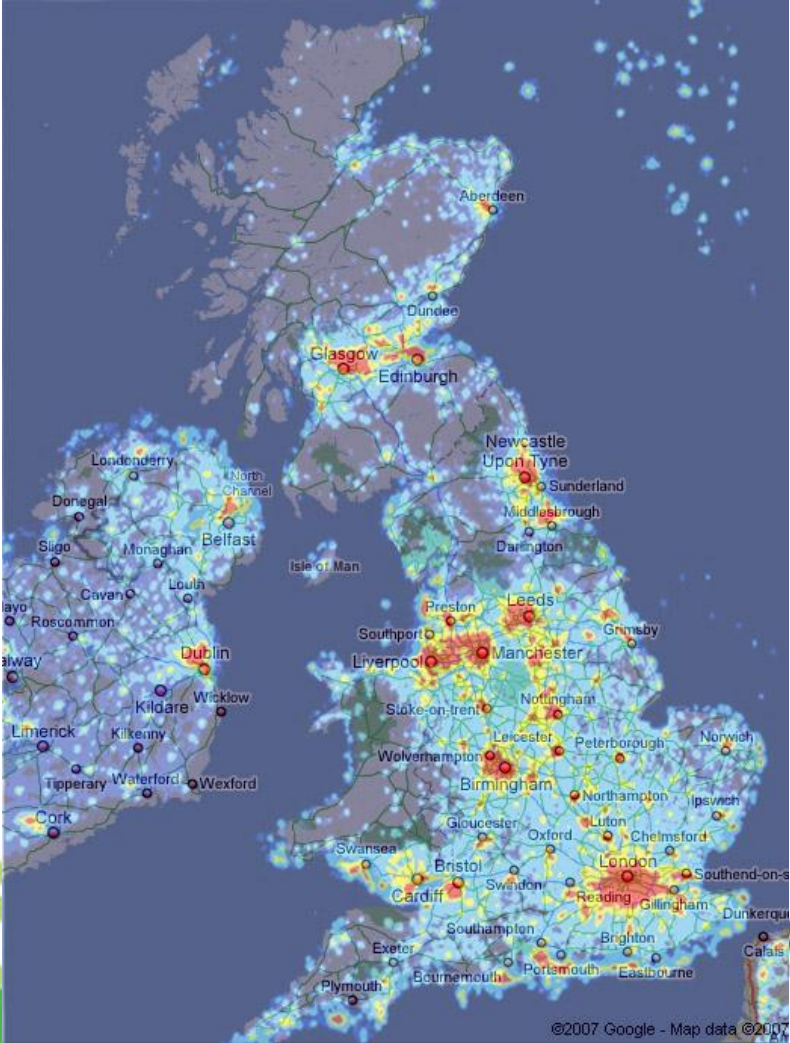 Aberdeen
Dundee
Glasgow
Edinburgh
Newcastle
Upon Tyne
Sunderland
Middlesbrough
Darlington
Londonderry
North
Channel
Donegal
Belfast
Sligo
Monaghan
Isle of Man
Cavan
Louth
ayo
Roscommon
Preston
Leeds
Southport
Grimsby
Dublin
Liverpool
Manchester
alway
Kildare
Wicklow
Stoke-on-trent
Nottingham
Limerick
Kilkenny
Leicester
Peterborough
Norwich
Wolverhampton
Birmingham
Tipperary
Waterford
Wexford
Northampton
Ipswich
Cork
Gloucester
Luton
Oxford
Chelmsford
Swansea
Bristol
London
Southend-on-s
Cardiff
Swindon
Reading
Gillingham
Dunkerqu
Southampton
Brighton
Calais
Exeter
Bournemouth
Portsmouth
Eastbourne
Plymouth
©2007 Google - Map data ©2007